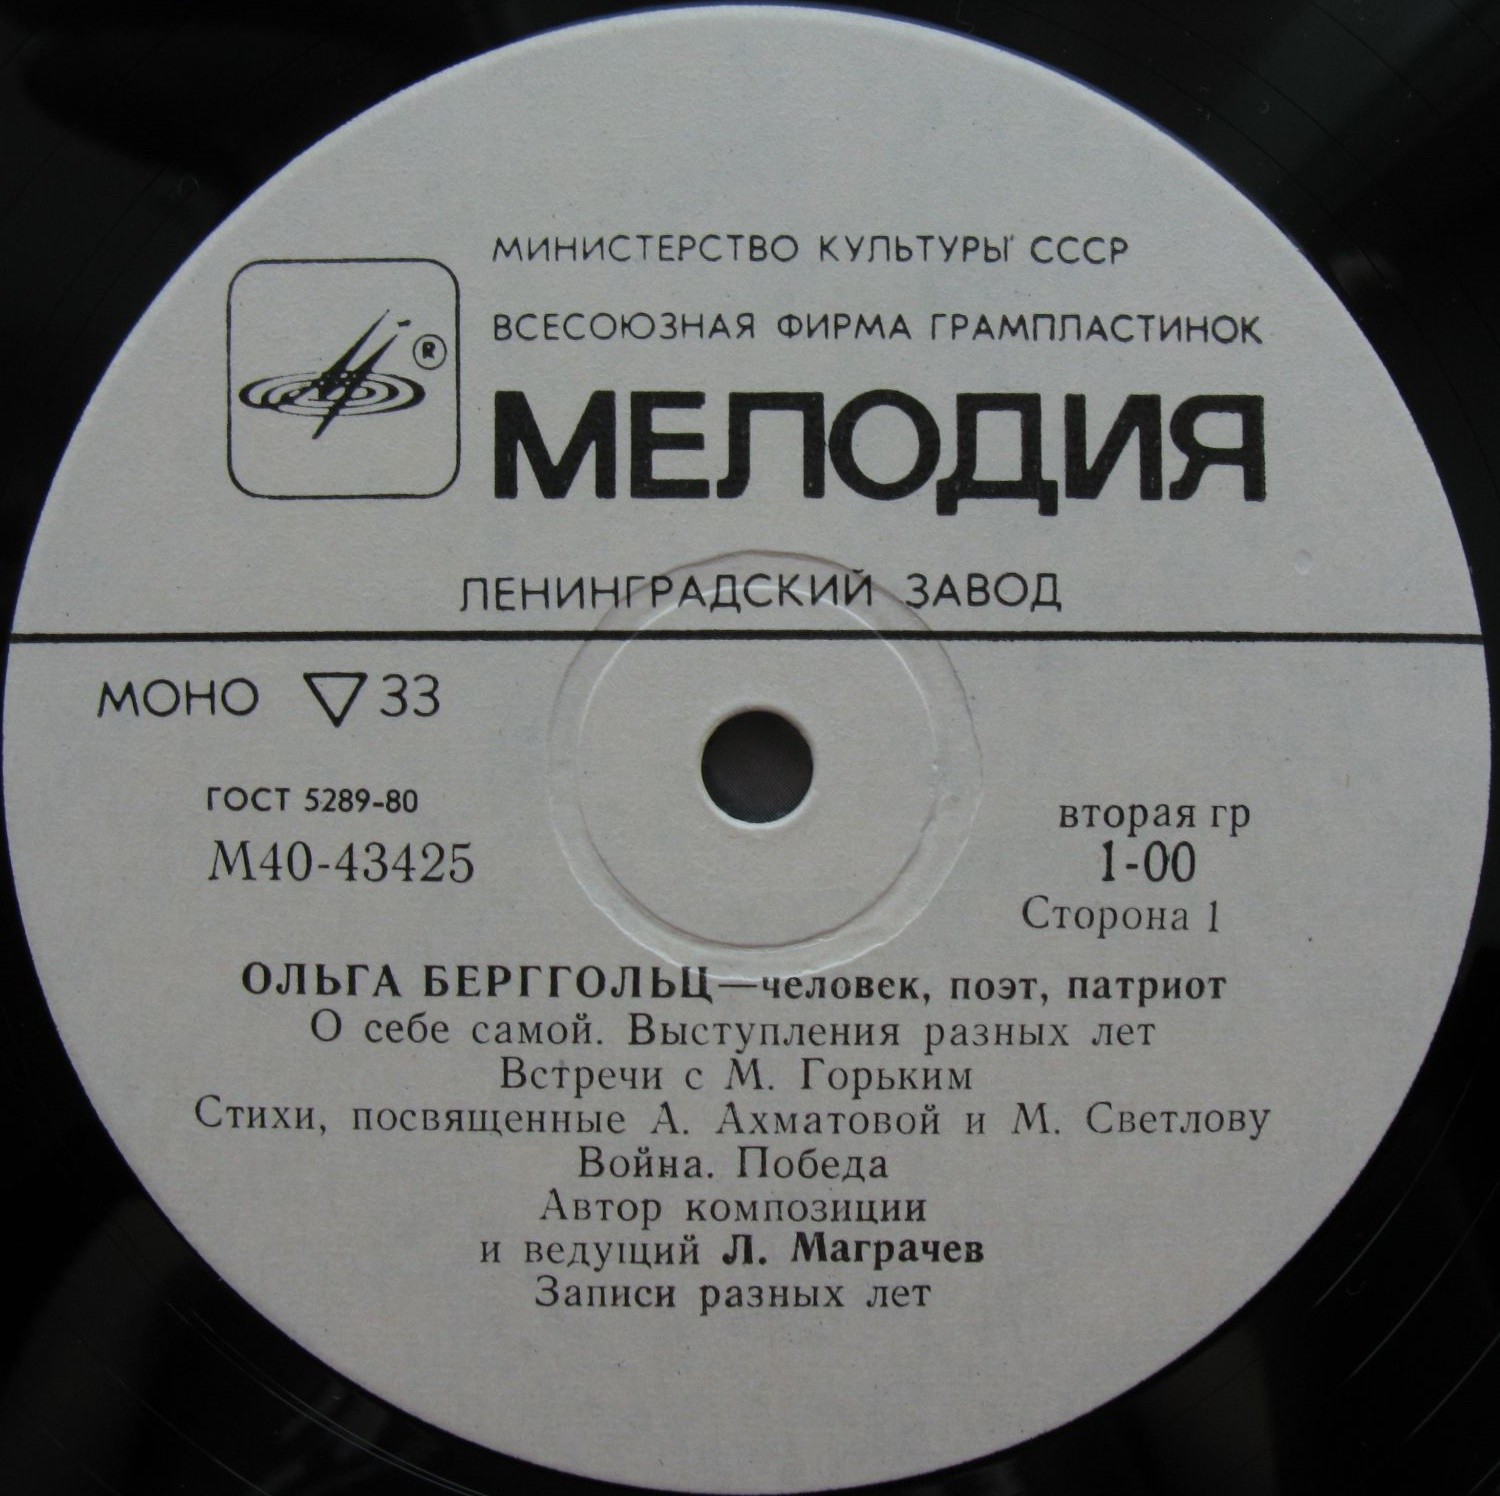 МИНИСТЕРСТВО КУЛЬТУРЫ СССР
ВСЕСОЮЗНАЯ ФИРМА ГРАМПЛАСТИНОК
®
МЕЛОДИЯ
ЛЕНИНГРАДСКИЙ ЗАВОД
МОНО ▽ 33
ГОСТ 5289-80
М40-43425
вторая гр
1-00
Сторона 1
ОЛЬГА БЕРГГОЛЬЦ—человек, поэт, патриот
О себе самой. Выступления разных лет
Встречи с М. Горьким
Стихи, посвященные А. Ахматовой и М. Светлову
Война. Победа
Автор композиции
и ведущий Л. Маграчев
Записи разных лет